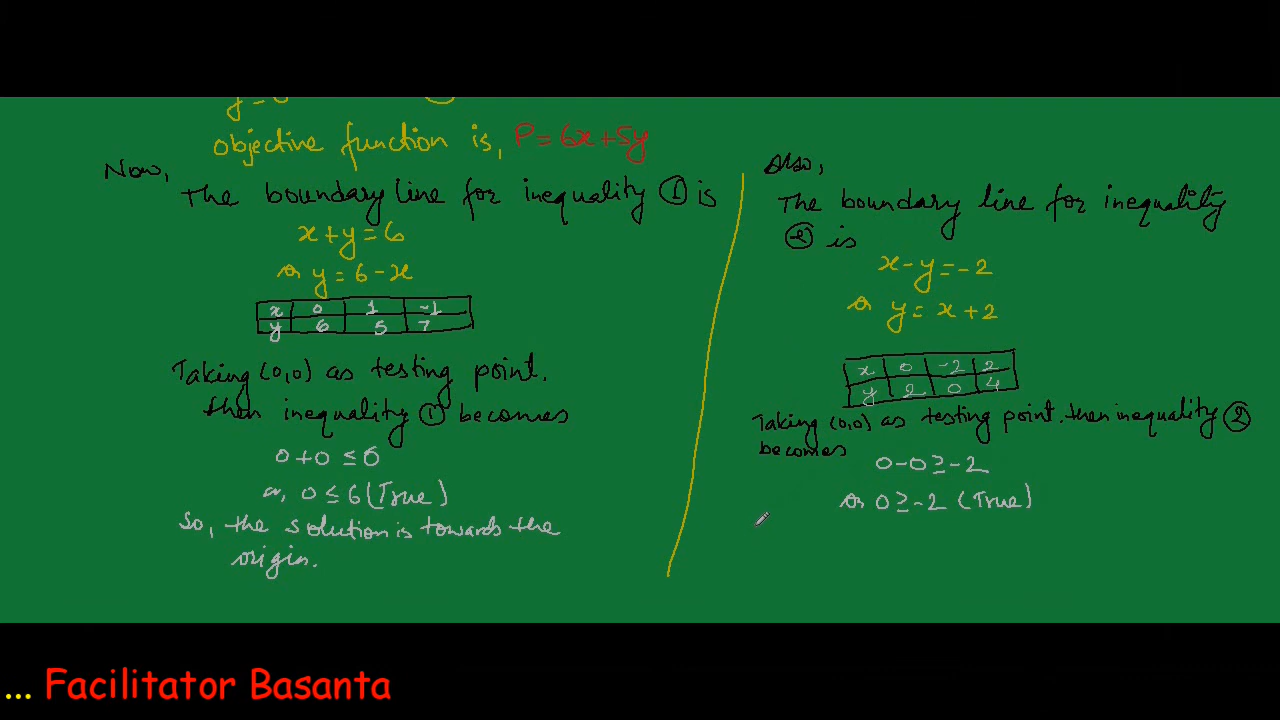 objective function is, P = 6x+5y
Now,
The boundary line for inequality ① is
x+y=6
or y = 6-x
x 0 1 -1
y 6 5 7
Taking (0,0) as testing point.
then inequality ① becomes
0+0 ≤ 6
or, 0 ≤ 6 (True)
So, the solution is towards the
origin.
Also,
The boundary line for inequality
② is
x-y=-2
or y = x+2
x 0 -2 2
y 2 0 4
Taking (0,0) as testing point. then inequality ②
becomes
0-0 ≥ -2
or 0 ≥ -2 (True)
... Facilitator Basanta